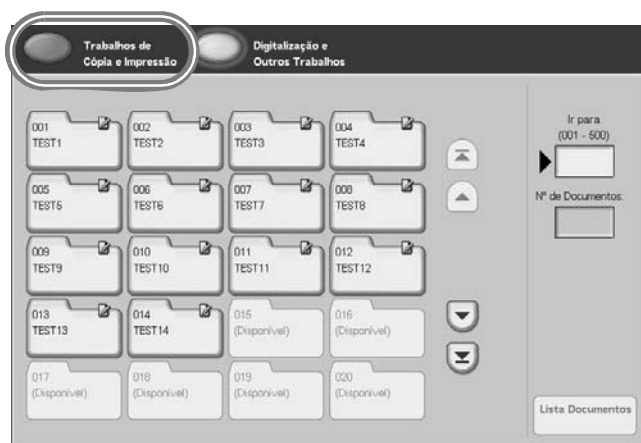 Trabalhos de
Cópia e Impressão
Digitalização e
Outros Trabalhos
001
TEST1
002
TEST2
003
TEST3
004
TEST4
005
TEST5
006
TEST6
007
TEST7
008
TEST8
009
TEST9
010
TEST10
011
TEST11
012
TEST12
013
TEST13
014
TEST14
015
(Disponível)
016
(Disponível)
017
(Disponível)
018
(Disponível)
019
(Disponível)
020
(Disponível)
Ir para
(001 - 500)
Nº de Documentos:
Lista Documentos